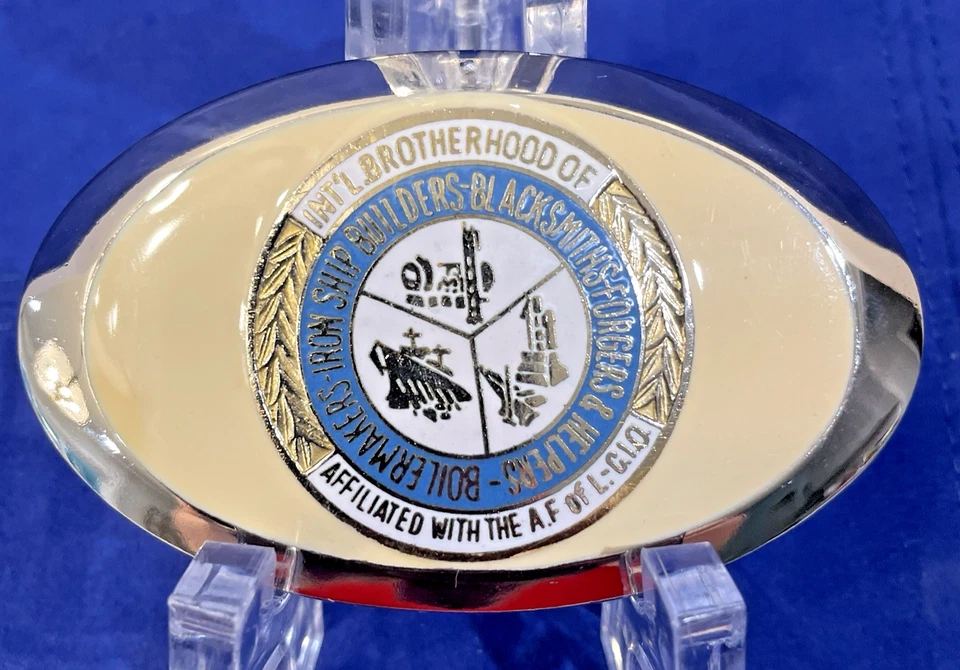 INT'L. BROTHERHOOD OF
BOILERMAKERS-IRON SHIP BUILDERS-BLACKSMITHS-FORGERS & HELPERS-
AFFILIATED WITH THE A.F OF L.-C.I.O.